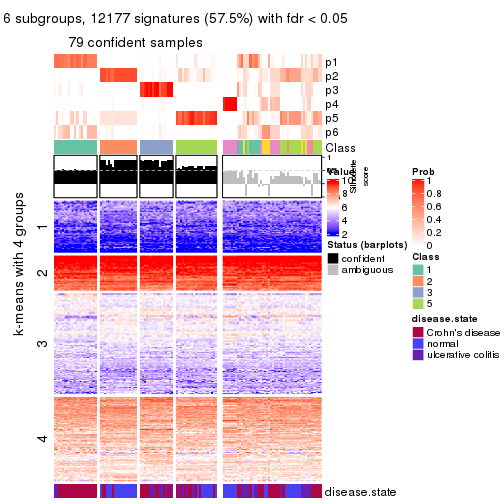 6 subgroups, 12177 signatures (57.5%) with fdr < 0.05
79 confident samples
p1
p2
p3
p4
p5
p6
Class
1
0
Silhouette
score
Value
10
8
6
4
2
Status (barplots)
confident
ambiguous
Prob
1
0.8
0.6
0.4
0.2
0
Class
1
2
3
5
disease.state
Crohn's disease
normal
ulcerative colitis
k-means with 4 groups
1
2
3
4
disease.state